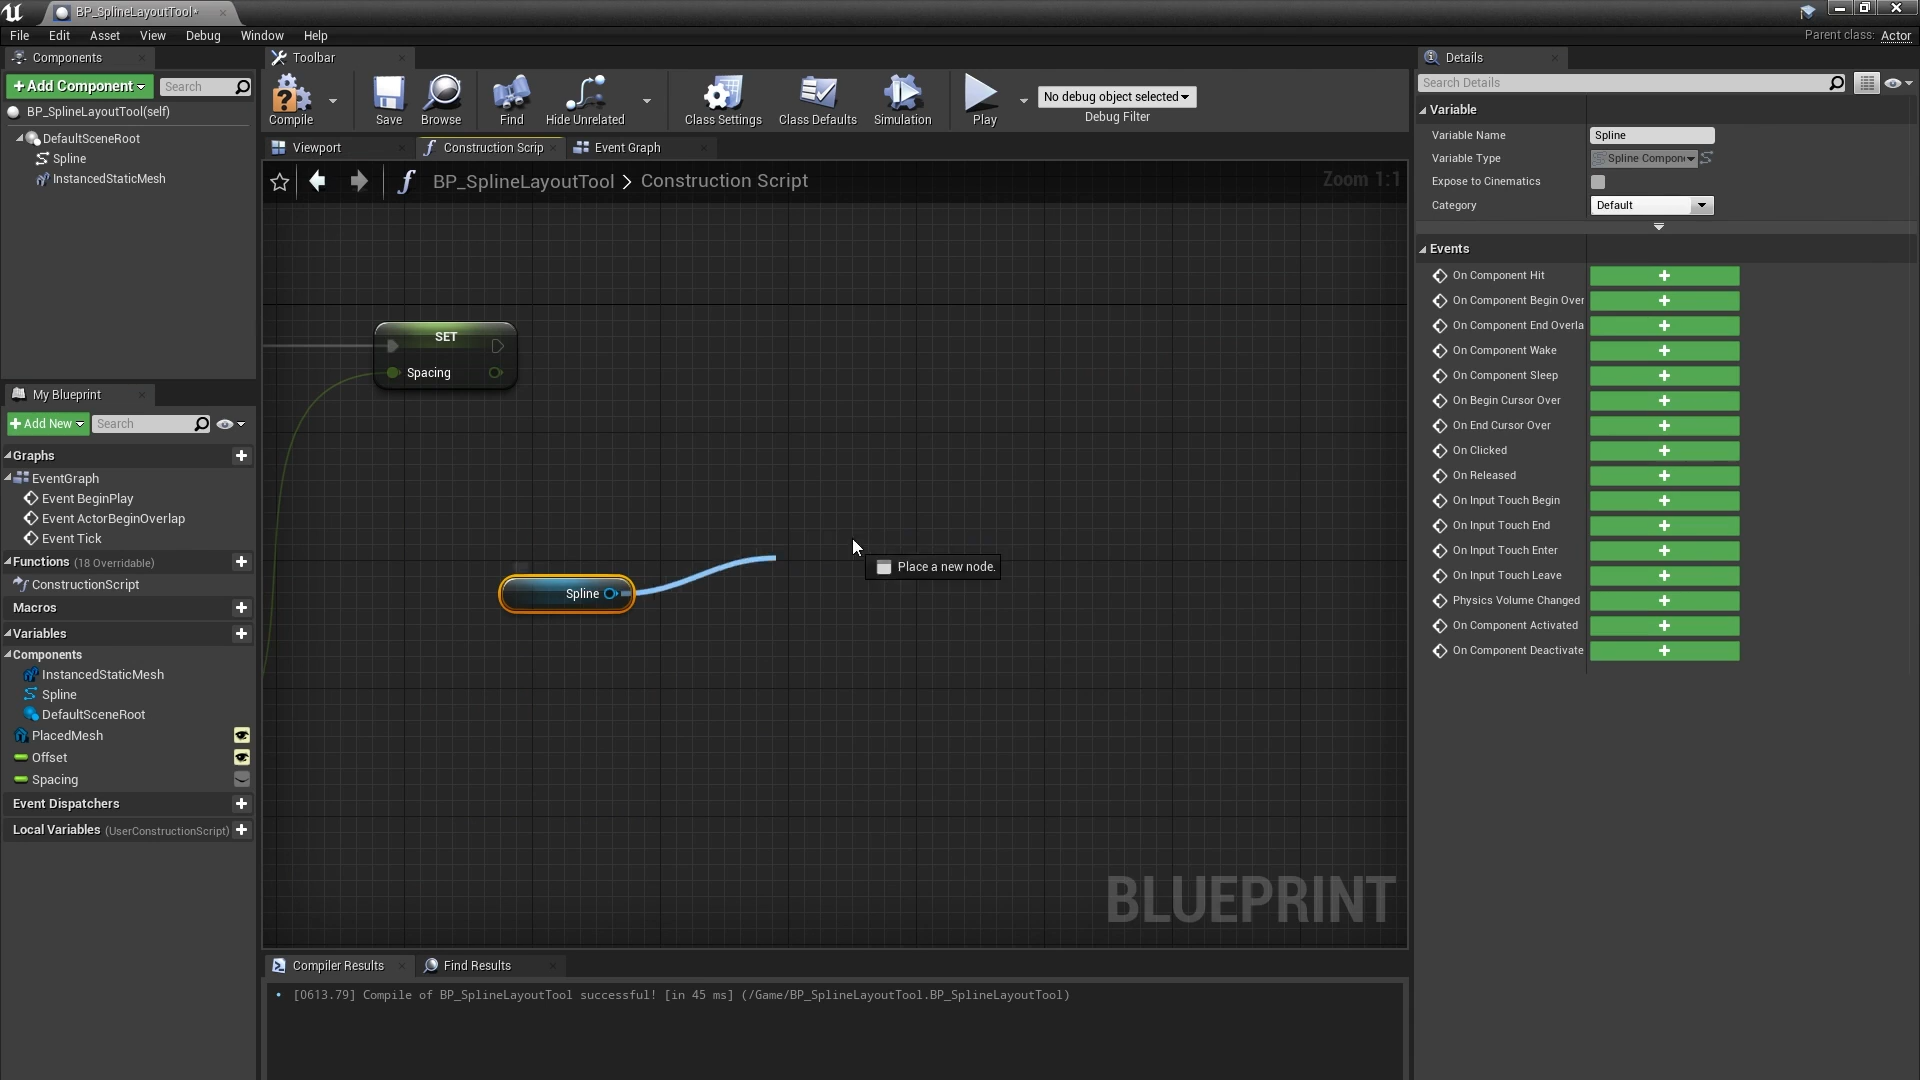 BP_SplineLayoutTool*
File Edit Asset View Debug Window Help
Parent class: Actor
Components
Add Component
Search
BP_SplineLayoutTool(self)
DefaultSceneRoot
Spline
InstancedStaticMesh
My Blueprint
Add New
Search
Graphs
EventGraph
Event BeginPlay
Event ActorBeginOverlap
Event Tick
Functions (18 Overridable)
ConstructionScript
Macros
Variables
Components
InstancedStaticMesh
Spline
DefaultSceneRoot
PlacedMesh
Offset
Spacing
Event Dispatchers
Local Variables (UserConstructionScript)
Toolbar
Compile
Save
Browse
Find
Hide Unrelated
Class Settings
Class Defaults
Simulation
Play
No debug object selected
Debug Filter
Viewport
Construction Scrip
Event Graph
BP_SplineLayoutTool > Construction Script
Zoom 1:1
SET
Spacing
Spline
Place a new node.
BLUEPRINT
Compiler Results
Find Results
[0613.79] Compile of BP_SplineLayoutTool successful! [in 45 ms] (/Game/BP_SplineLayoutTool.BP_SplineLayoutTool)
Details
Search Details
Variable
Variable Name
Spline
Variable Type
Spline Compon
Expose to Cinematics
Category
Default
Events
On Component Hit
On Component Begin Over
On Component End Overla
On Component Wake
On Component Sleep
On Begin Cursor Over
On End Cursor Over
On Clicked
On Released
On Input Touch Begin
On Input Touch End
On Input Touch Enter
On Input Touch Leave
Physics Volume Changed
On Component Activated
On Component Deactivate